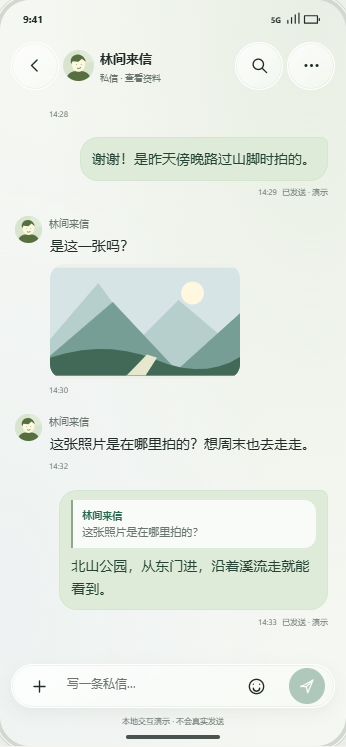 9:41
5G
林间来信
私信 · 查看资料
14:28
谢谢！是昨天傍晚路过山脚时拍的。
14:29 已发送 · 演示
林间来信
是这一张吗？
14:30
林间来信
这张照片是在哪里拍的？想周末也去走走。
14:32
林间来信
这张照片是在哪里拍的？
北山公园，从东门进，沿着溪流走就能
看到。
14:33 已发送 · 演示
写一条私信...
本地交互演示 · 不会真实发送